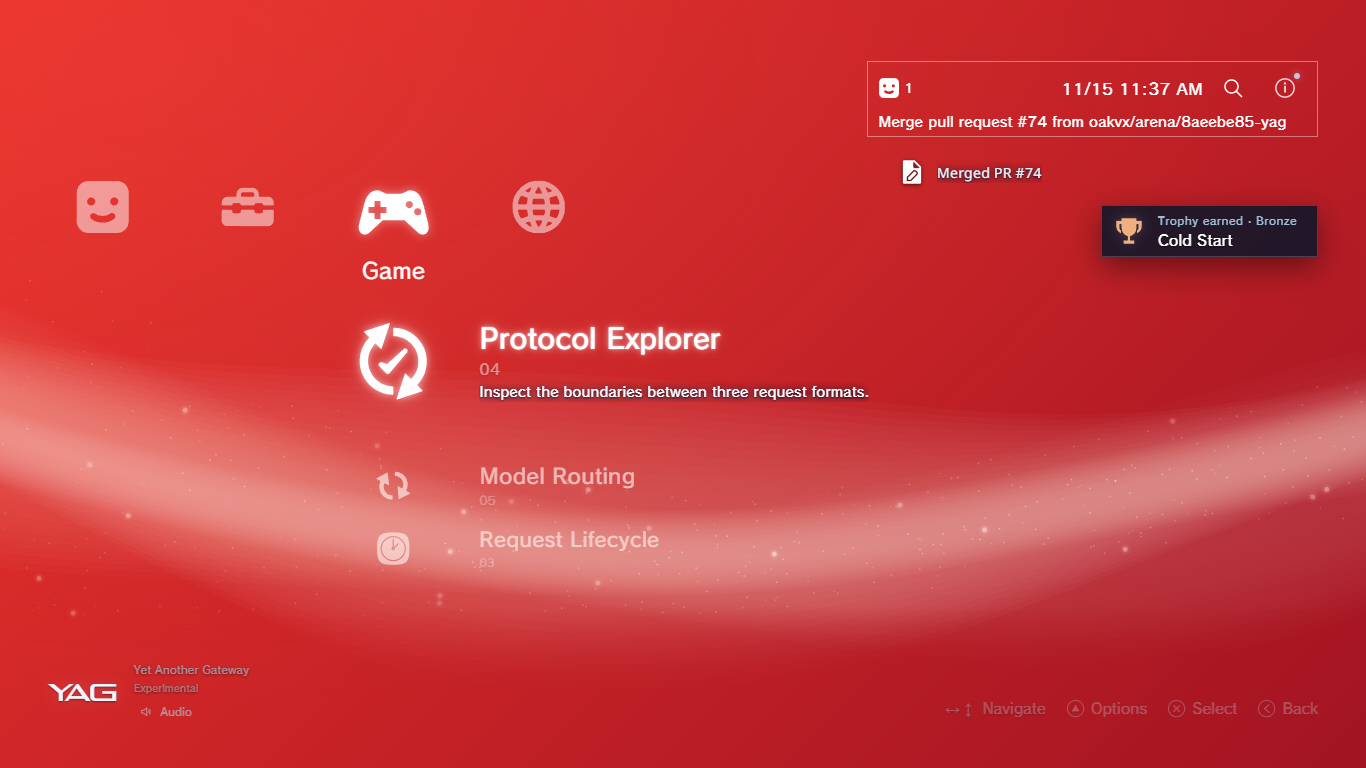 1
11/15 11:37 AM
Merge pull request #74 from oakvx/arena/8aeebe85-yag
Merged PR #74
Trophy earned · Bronze
Cold Start
Game
Protocol Explorer
04
Inspect the boundaries between three request formats.
Model Routing
05
Request Lifecycle
03
YAG
Yet Another Gateway
Experimental
Audio
Navigate
Options
Select
Back